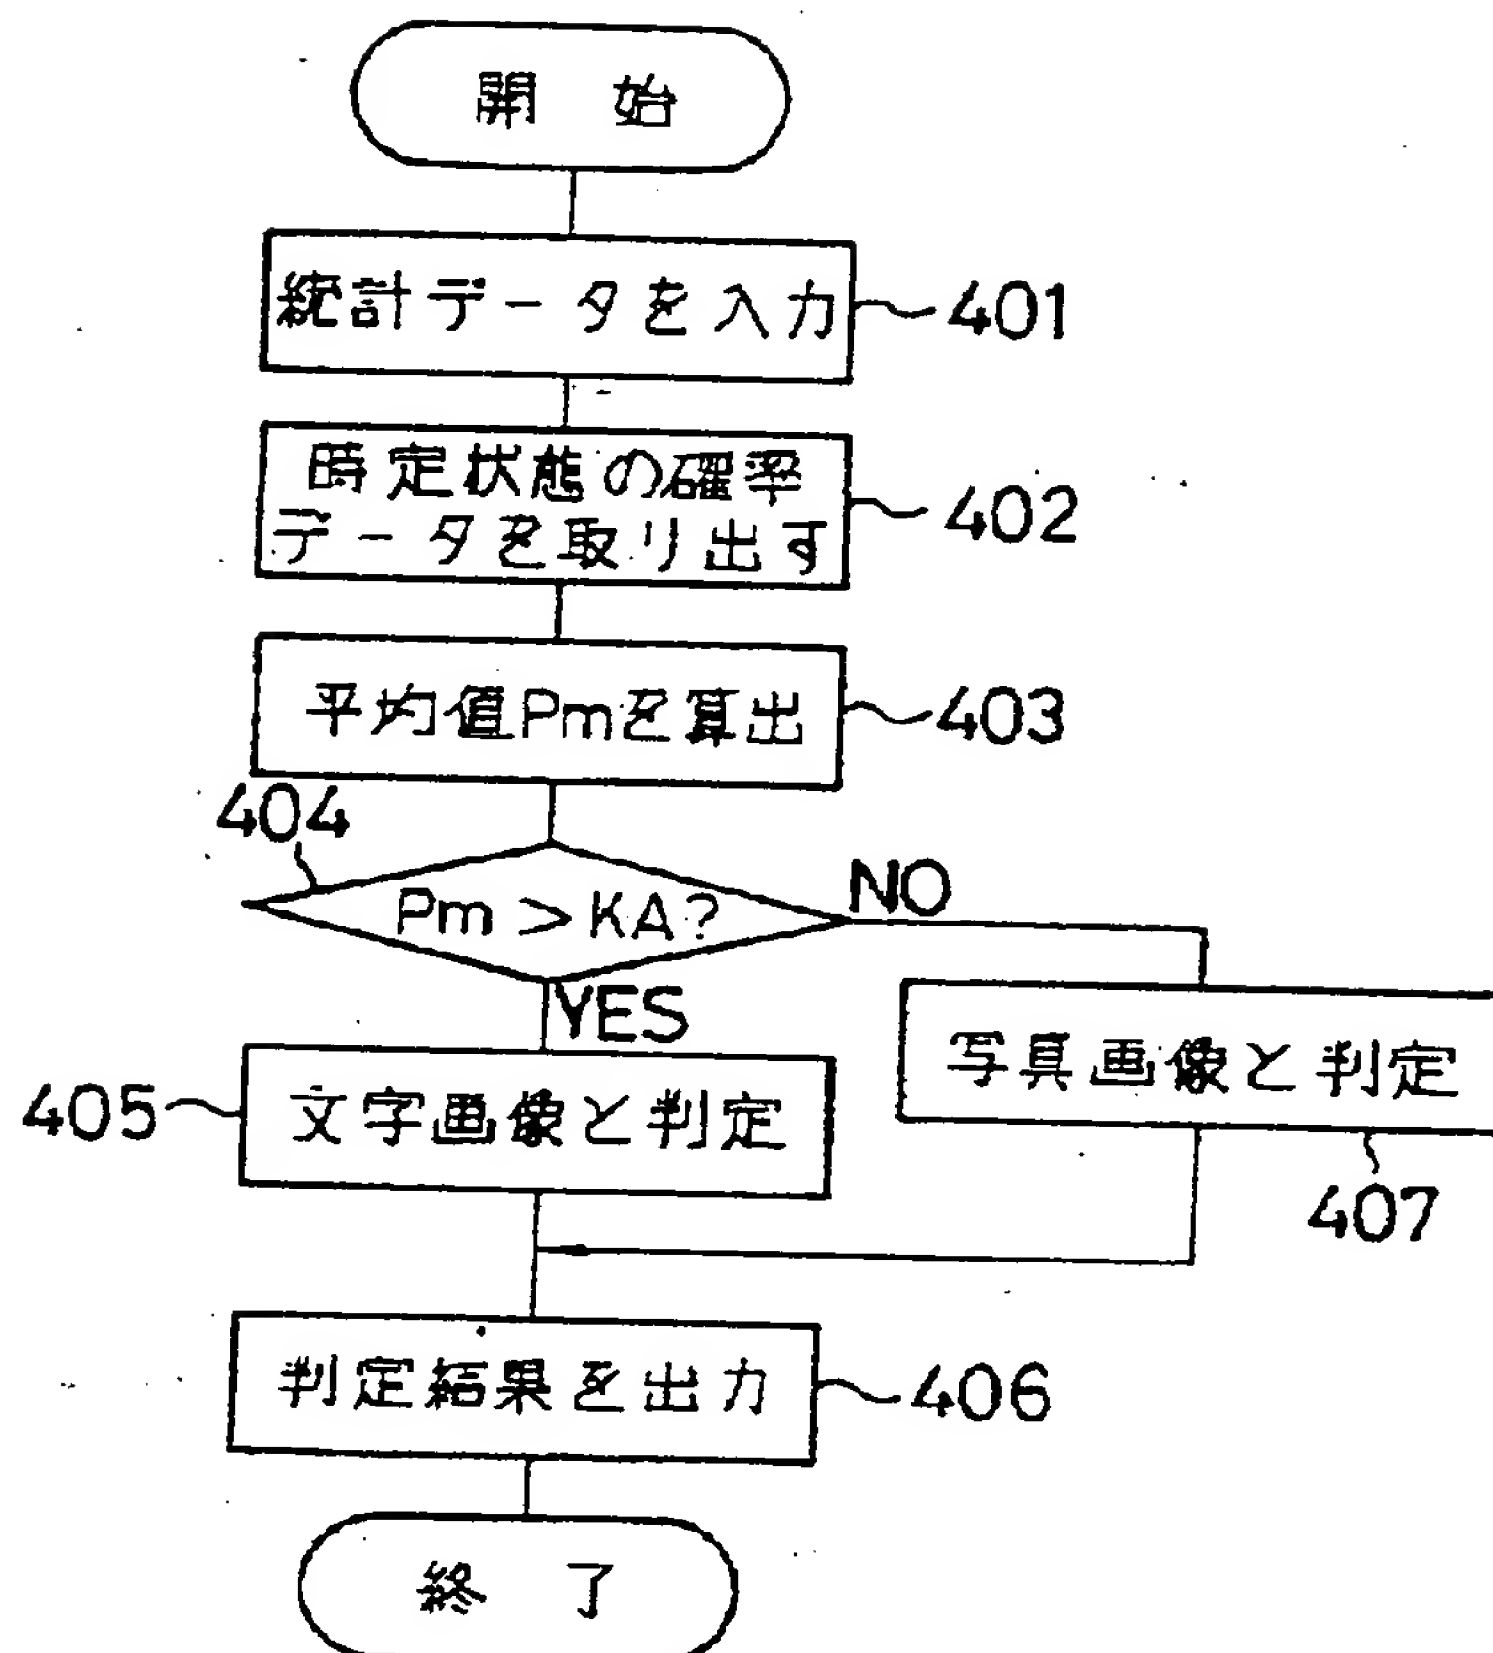 開始
統計データを入力
401
時定状態の確率
データを取り出す
402
平均値Pmを算出
403
404
Pm>KA?
NO
YES
405
文字画像と判定
写真画像と判定
407
判定結果を出力
406
終了